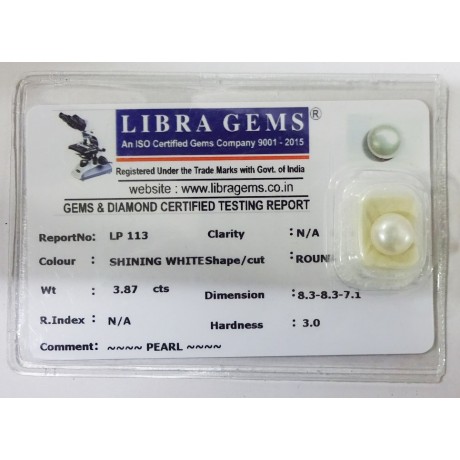 LIBRA GEMS ®
An ISO Certified Gems Company 9001 - 2015
Registered Under the Trade Marks with Govt. of India
website : www.libragems.co.in
GEMS & DIAMOND CERTIFIED TESTING REPORT
ReportNo: LP 113 Clarity : N/A
Colour : SHINING WHITE Shape/cut : ROUN
Wt : 3.87 cts Dimension : 8.3-8.3-7.1
R.Index : N/A Hardness : 3.0
Comment: ~~~~ PEARL ~~~~